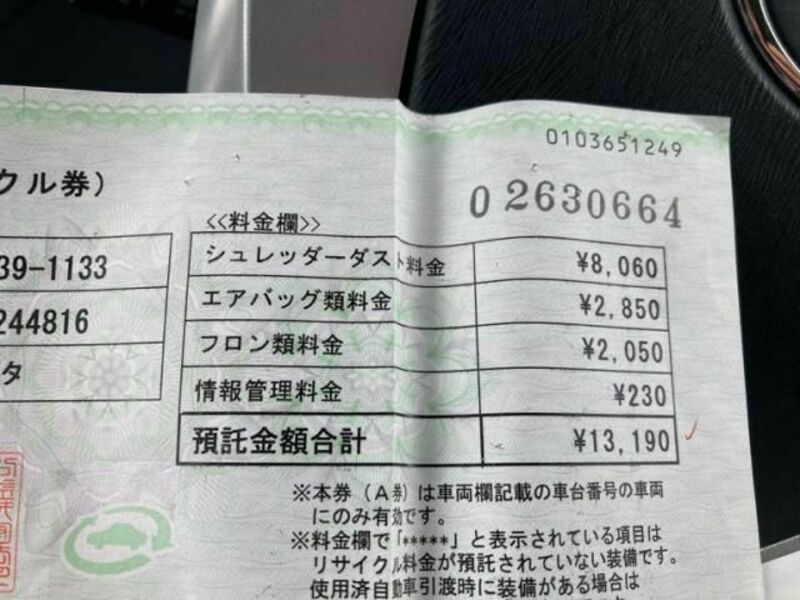 0103651249
クル券）
02630664
<<料金欄>>
39-1133
244816
タ
シュレッダーダスト料金 ¥8,060
エアバッグ類料金 ¥2,850
フロン類料金 ¥2,050
情報管理料金 ¥230
預託金額合計 ¥13,190
※本券（A券）は車両欄記載の車台番号の車両
にのみ有効です。
※料金欄で「*****」と表示されている項目は
リサイクル料金が預託されていない装備です。
使用済自動車引渡時に装備がある場合は